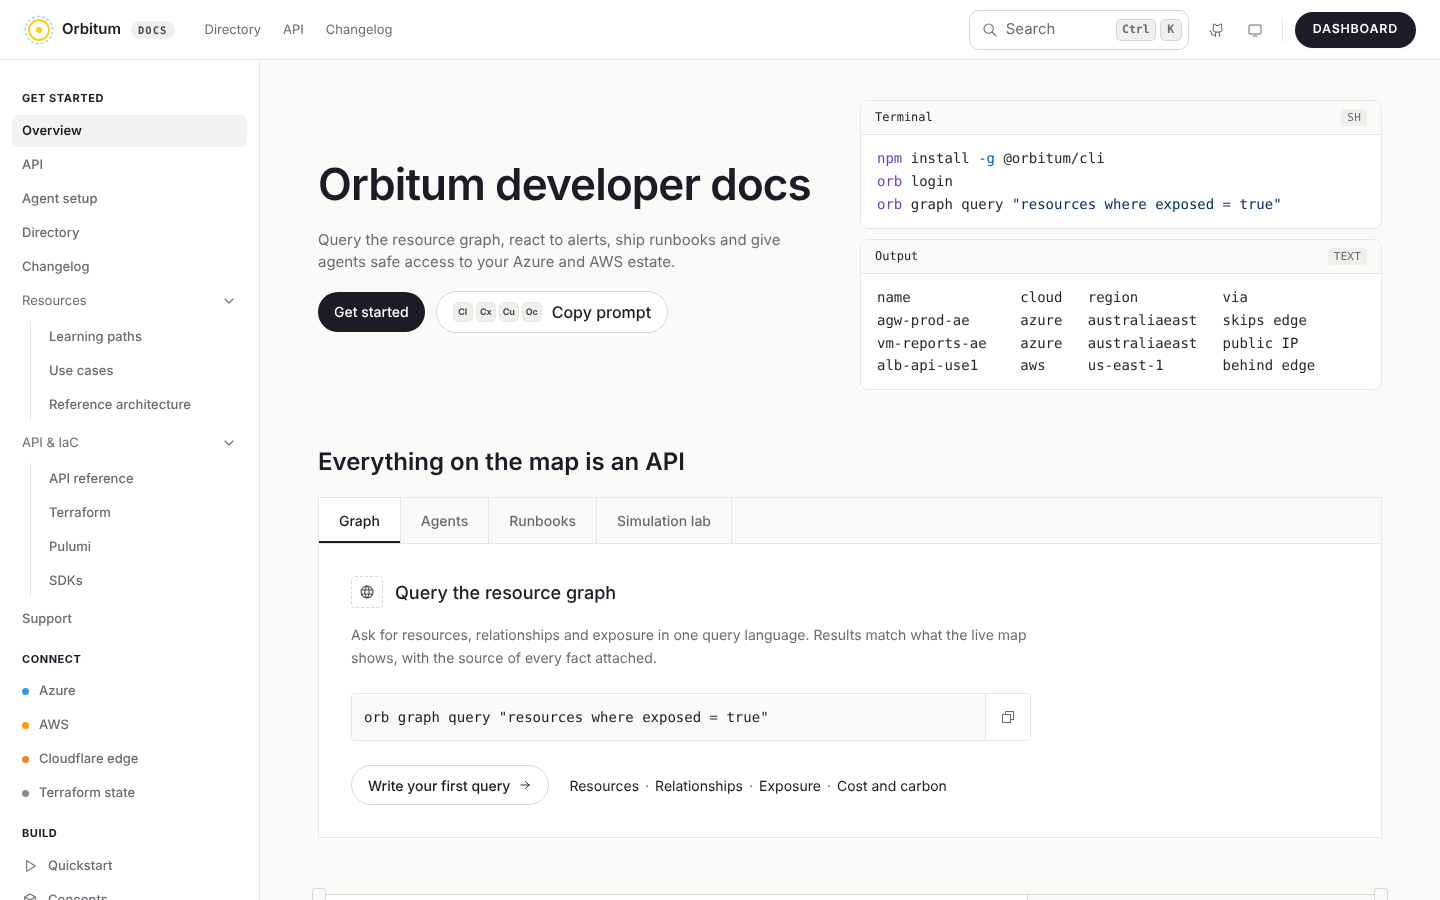 Orbitum DOCS Directory API Changelog Search Ctrl K DASHBOARD
GET STARTED
Overview
API
Agent setup
Directory
Changelog
Resources
Learning paths
Use cases
Reference architecture
API & IaC
API reference
Terraform
Pulumi
SDKs
Support
CONNECT
Azure
AWS
Cloudflare edge
Terraform state
BUILD
Quickstart
Concepts
Orbitum developer docs
Query the resource graph, react to alerts, ship runbooks and give
agents safe access to your Azure and AWS estate.
Get started Cl Cx Cu Oc Copy prompt
Terminal SH
npm install -g @orbitum/cli
orb login
orb graph query "resources where exposed = true"
Output TEXT
name cloud region via
agw-prod-ae azure australiaeast skips edge
vm-reports-ae azure australiaeast public IP
alb-api-use1 aws us-east-1 behind edge
Everything on the map is an API
Graph Agents Runbooks Simulation lab
Query the resource graph
Ask for resources, relationships and exposure in one query language. Results match what the live map
shows, with the source of every fact attached.
orb graph query "resources where exposed = true"
Write your first query → Resources · Relationships · Exposure · Cost and carbon